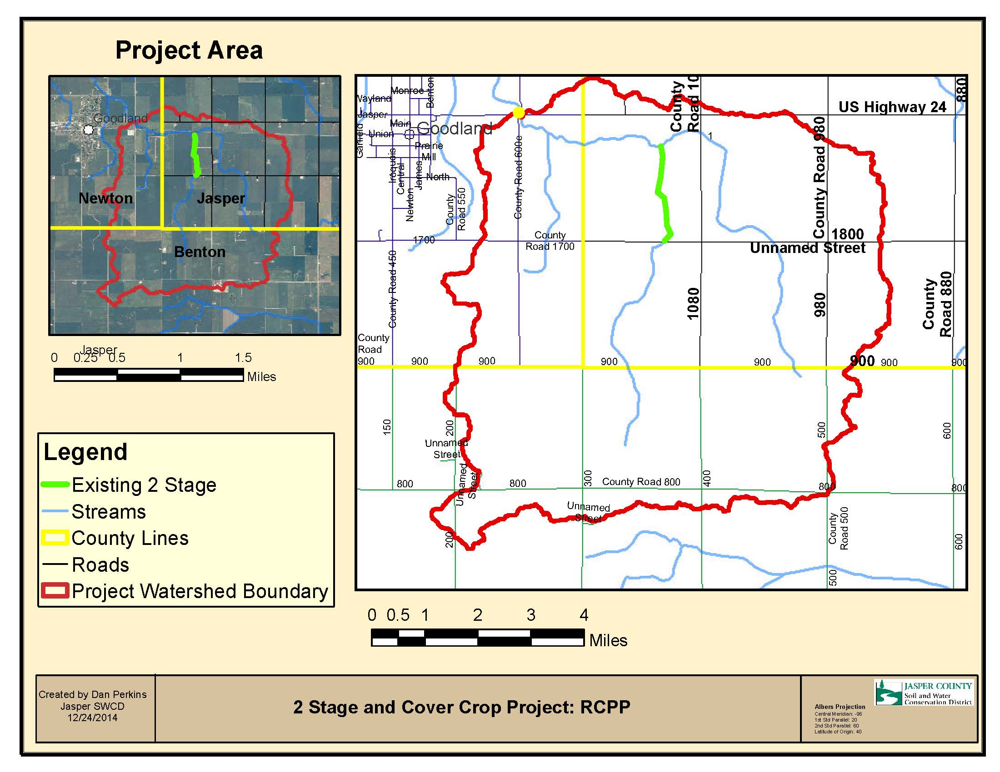 Project Area
Goodland
Newton
Jasper
Benton
Jasper
0 0.25 0.5 1 1.5
Miles
Legend
Existing 2 Stage
Streams
County Lines
Roads
Project Watershed Boundary
Monroe
Wayland
Benton
Jasper
Main
Goodland
Union
Garfield
Prairie
Mill
Iroquois
Central
James
North
Newton
County
Road 550
County Road 600e
County
Road 10
US Highway 24
880
1
County Road 980
1700
County
Road 1700
1800
Unnamed Street
County Road 450
1080
980
County
Road 880
County
Road
900
900
900
900
900
900
900
900
150
200
Unnamed
Street
Unnamed
Street
500
600
800
800
300
County Road 800
400
800
800
Unnamed
Street
200
County
Road 500
600
500
0 0.5 1 2 3 4
Miles
Created by Dan Perkins
Jasper SWCD
12/24/2014
2 Stage and Cover Crop Project: RCPP
Albers Projection
Central Meridian: -96
1st Std Parallel: 20
2nd Std Parallel: 60
Latitude of Origin: 40
JASPER COUNTY
Soil and Water
Conservation District